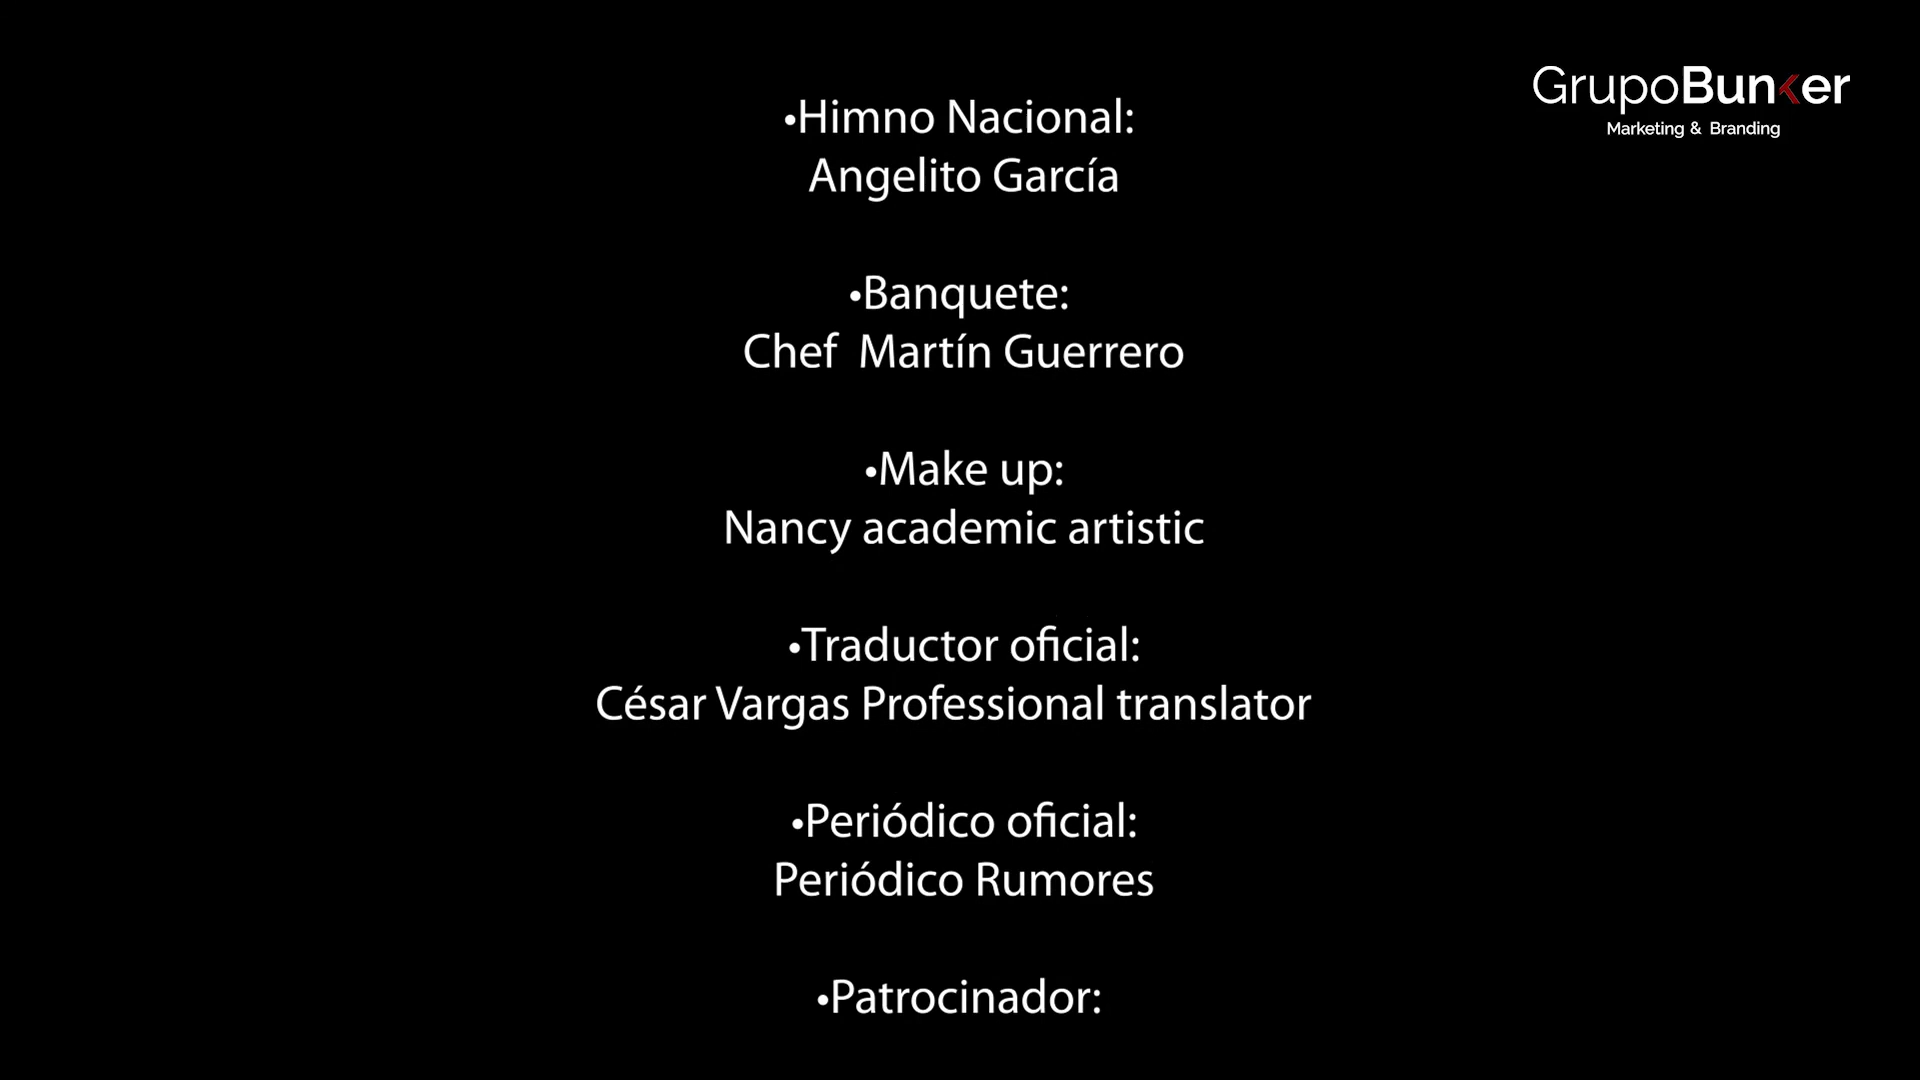 GrupoBunker
Marketing & Branding
•Himno Nacional:
Angelito García
•Banquete:
Chef  Martín Guerrero
•Make up:
Nancy academic artistic
•Traductor oficial:
César Vargas Professional translator
•Periódico oficial:
Periódico Rumores
•Patrocinador: